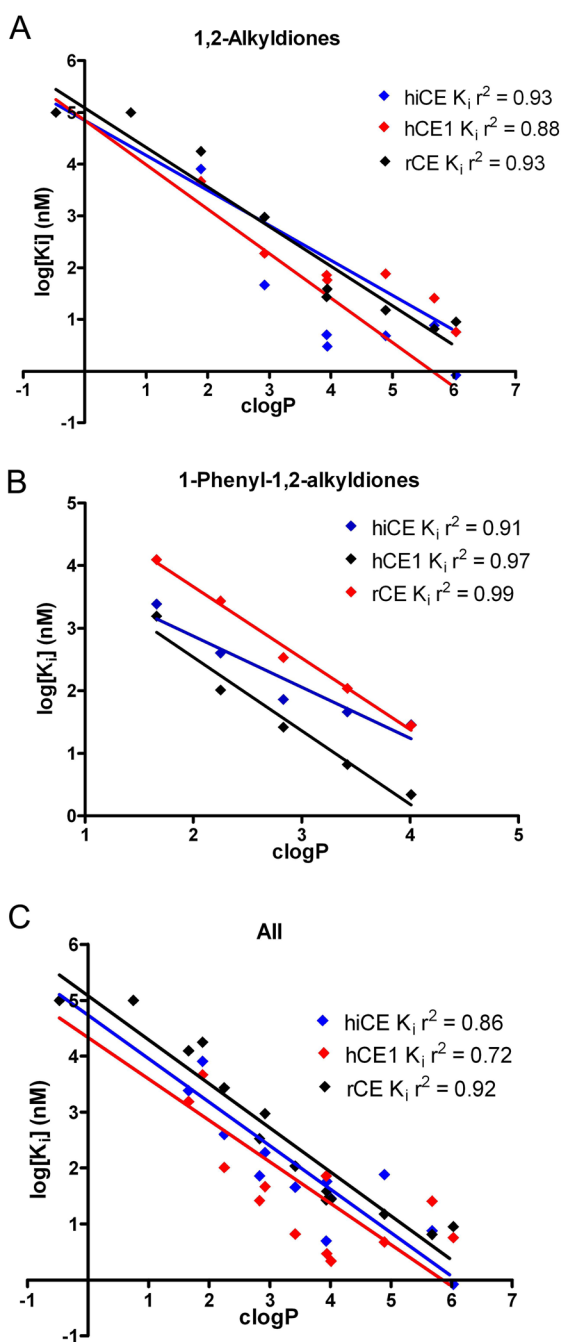 A
1,2-Alkyldiones
6
5
4
3
2
1
-1
log[Ki] (nM)
hiCE Ki r² = 0.93
hCE1 Ki r² = 0.88
rCE Ki r² = 0.93
-1 0 1 2 3 4 5 6 7
clogP
B
1-Phenyl-1,2-alkyldiones
5
4
3
2
1
0
log[Ki] (nM)
hiCE Ki r² = 0.91
hCE1 Ki r² = 0.97
rCE Ki r² = 0.99
1 2 3 4 5
clogP
C
All
6
5
4
3
2
1
-1
log[Ki] (nM)
hiCE Ki r² = 0.86
hCE1 Ki r² = 0.72
rCE Ki r² = 0.92
-1 0 1 2 3 4 5 6 7
clogP